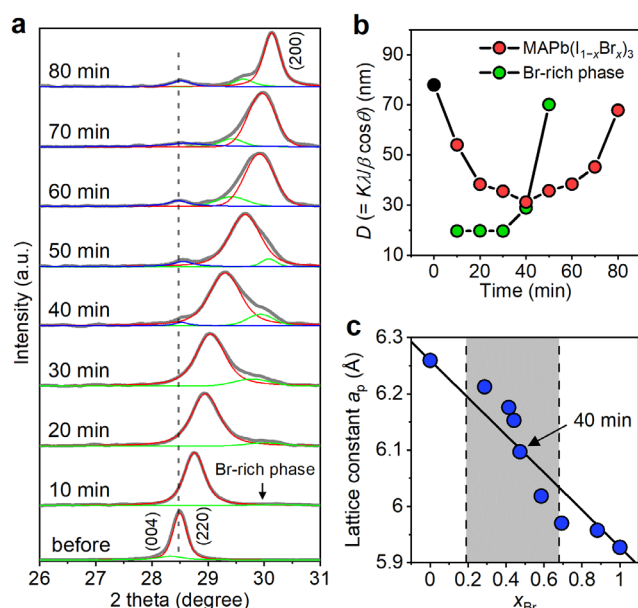 a
80 min
(200)
70 min
60 min
50 min
40 min
30 min
20 min
Br-rich phase
10 min
(004)
(220)
before
Intensity (a.u.)
26 27 28 29 30 31
2 theta (degree)
b
MAPb(I₁₋ₓBrₓ)₃
Br-rich phase
D (= Kλ/β cosθ) (nm)
90
70
50
30
10
0 20 40 60 80
Time (min)
c
Lattice constant aₚ (Å)
6.3
6.2
6.1
6
5.9
40 min
0 0.2 0.4 0.6 0.8 1
x_Br